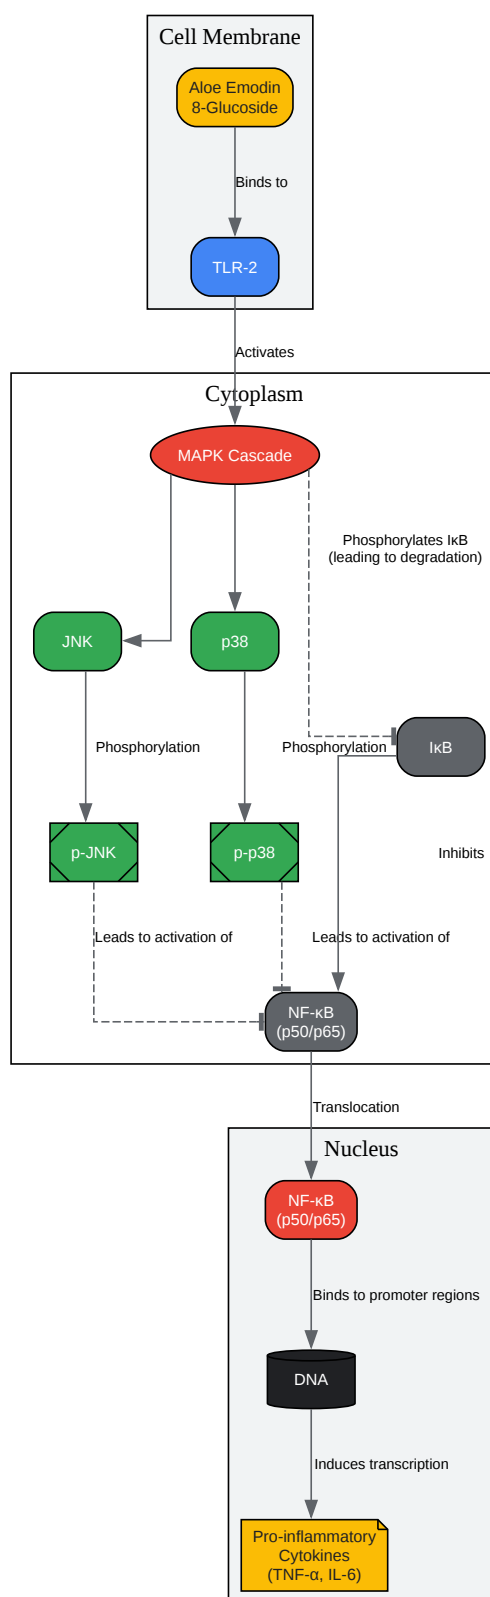 Cell Membrane
Aloe Emodin
8-Glucoside
Binds to
TLR-2
Activates
Cytoplasm
MAPK Cascade
Phosphorylates IκB
(leading to degradation)
JNK
p38
Phosphorylation
Phosphorylation
IκB
p-JNK
p-p38
Inhibits
Leads to activation of
Leads to activation of
NF-κB
(p50/p65)
Translocation
Nucleus
NF-κB
(p50/p65)
Binds to promoter regions
DNA
Induces transcription
Pro-inflammatory
Cytokines
(TNF-α, IL-6)